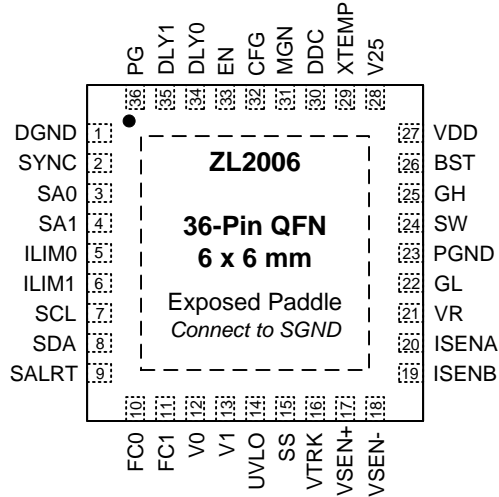 PG
DLY1
DLY0
EN
CFG
MGN
DDC
XTEMP
V25
36
35
34
33
32
31
30
29
28
DGND 1
SYNC 2
SA0 3
SA1 4
ILIM0 5
ILIM1 6
SCL 7
SDA 8
SALRT 9
ZL2006
36-Pin QFN
6 x 6 mm
Exposed Paddle
Connect to SGND
27 VDD
26 BST
25 GH
24 SW
23 PGND
22 GL
21 VR
20 ISENA
19 ISENB
10
11
12
13
14
15
16
17
18
FC0
FC1
V0
V1
UVLO
SS
VTRK
VSEN+
VSEN-